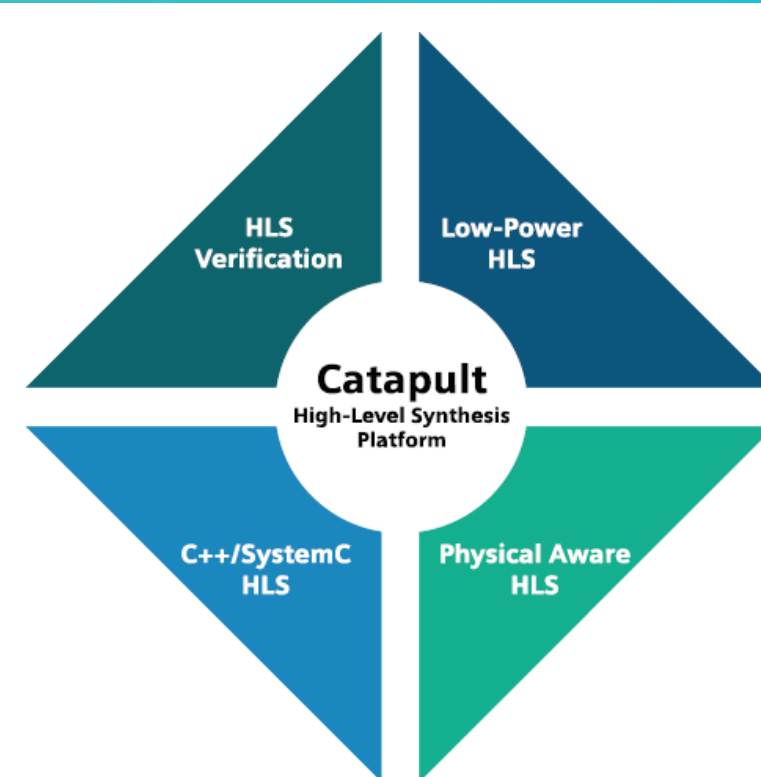 HLS
Verification
Low-Power
HLS
Catapult
High-Level Synthesis
Platform
C++/SystemC
HLS
Physical Aware
HLS